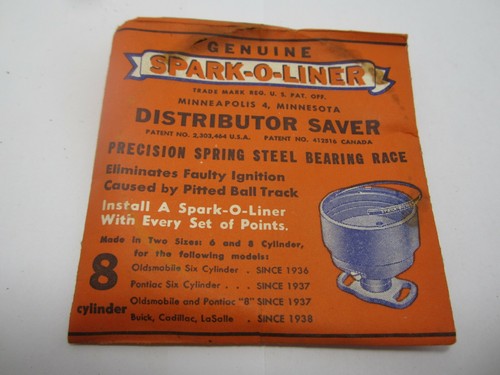 GENUINE
SPARK-O-LINER
TRADE MARK REG. U. S. PAT. OFF.
MINNEAPOLIS 4, MINNESOTA
DISTRIBUTOR SAVER
PATENT NO. 2,303,464 U.S.A. PATENT NO. 412916 CANADA
PRECISION SPRING STEEL BEARING RACE
Eliminates Faulty Ignition
Caused by Pitted Ball Track
Install A Spark-O-Liner
With Every Set of Points.
Made in Two Sizes: 6 and 8 Cylinder,
for the following models:
Oldsmobile Six Cylinder . SINCE 1936
Pontiac Six Cylinder . . . SINCE 1937
Oldsmobile and Pontiac "8" SINCE 1937
Buick, Cadillac, LaSalle . SINCE 1938
8
cylinder